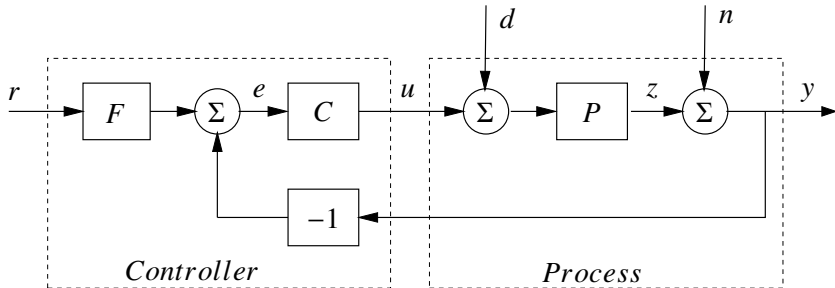 d
n
r
F
Σ
e
C
u
Σ
P
z
Σ
y
−1
Controller
Process